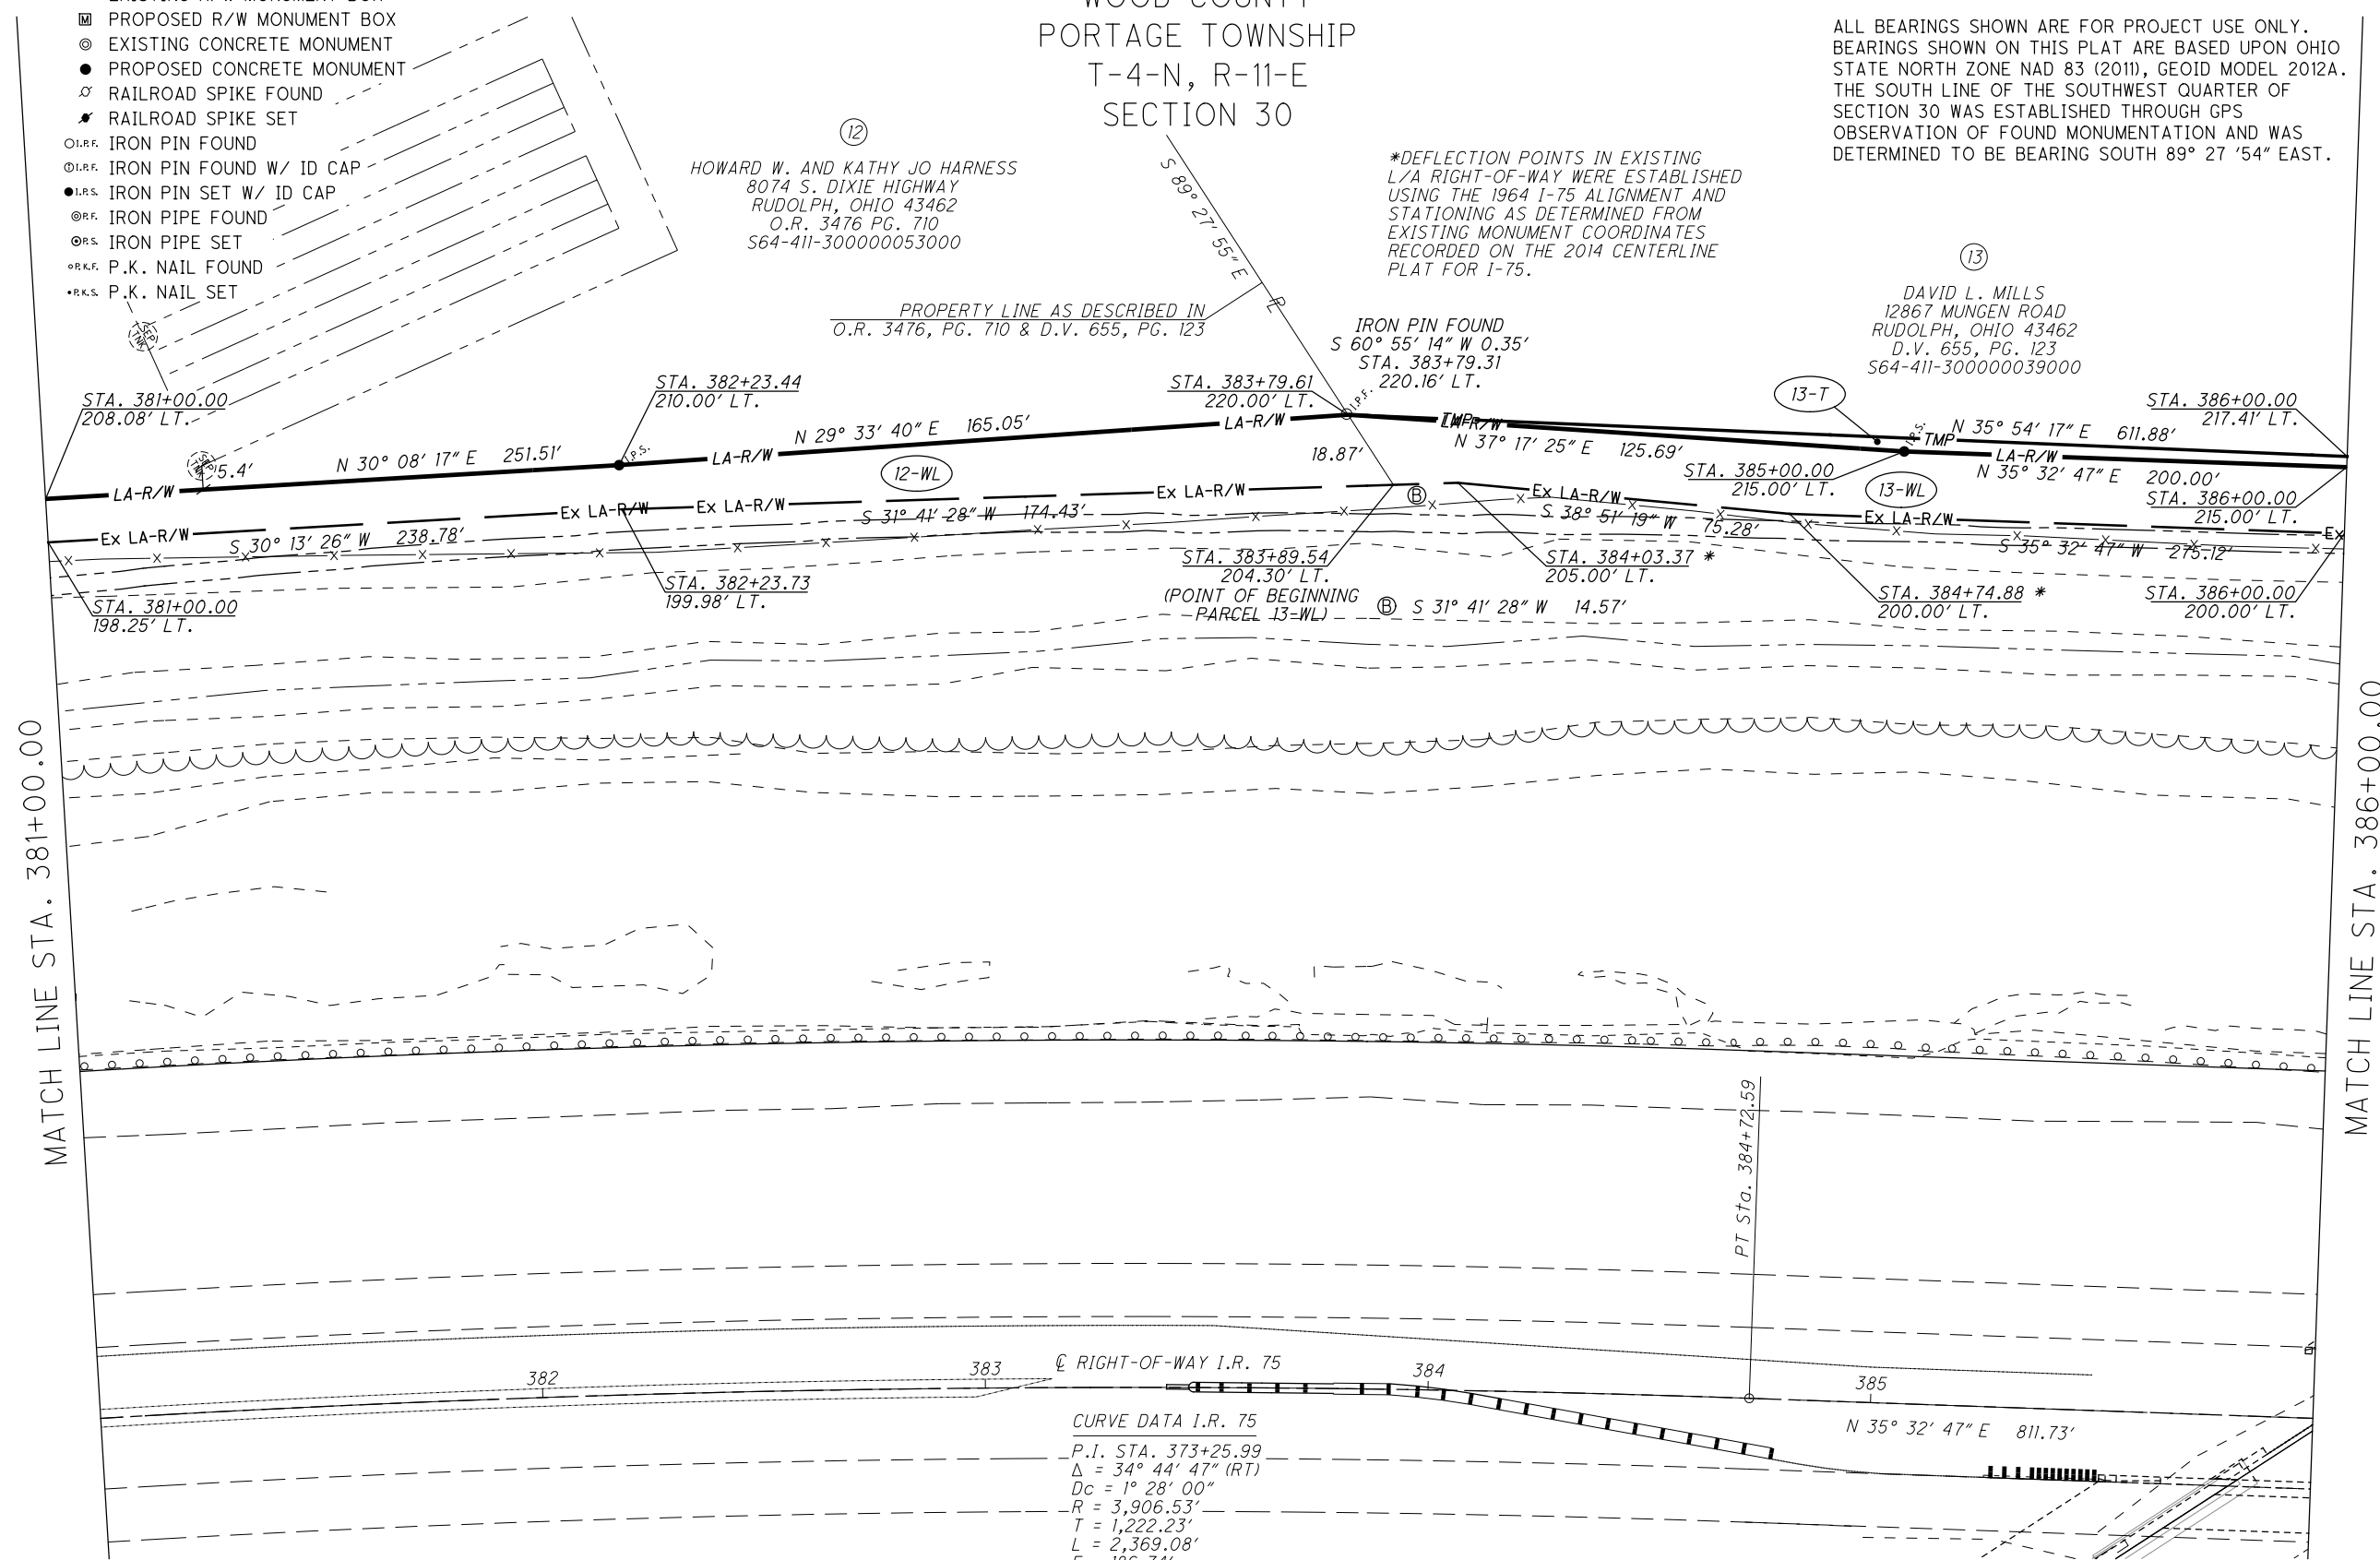 PROPOSED R/W MONUMENT BOX
EXISTING CONCRETE MONUMENT
PROPOSED CONCRETE MONUMENT
RAILROAD SPIKE FOUND
RAILROAD SPIKE SET
I.P.F. IRON PIN FOUND
I.P.F. IRON PIN FOUND W/ ID CAP
I.P.S. IRON PIN SET W/ ID CAP
P.F. IRON PIPE FOUND
P.S. IRON PIPE SET
P.K.F. P.K. NAIL FOUND
P.K.S. P.K. NAIL SET
WOOD COUNTY
PORTAGE TOWNSHIP
T-4-N, R-11-E
SECTION 30
ALL BEARINGS SHOWN ARE FOR PROJECT USE ONLY.
BEARINGS SHOWN ON THIS PLAT ARE BASED UPON OHIO
STATE NORTH ZONE NAD 83 (2011), GEOID MODEL 2012A.
THE SOUTH LINE OF THE SOUTHWEST QUARTER OF
SECTION 30 WAS ESTABLISHED THROUGH GPS
OBSERVATION OF FOUND MONUMENTATION AND WAS
DETERMINED TO BE BEARING SOUTH 89° 27 '54" EAST.
12
HOWARD W. AND KATHY JO HARNESS
8074 S. DIXIE HIGHWAY
RUDOLPH, OHIO 43462
O.R. 3476 PG. 710
S64-411-300000053000
S 89° 27' 55" E
PL
*DEFLECTION POINTS IN EXISTING
L/A RIGHT-OF-WAY WERE ESTABLISHED
USING THE 1964 I-75 ALIGNMENT AND
STATIONING AS DETERMINED FROM
EXISTING MONUMENT COORDINATES
RECORDED ON THE 2014 CENTERLINE
PLAT FOR I-75.
13
DAVID L. MILLS
12867 MUNGEN ROAD
RUDOLPH, OHIO 43462
D.V. 655, PG. 123
S64-411-300000039000
PROPERTY LINE AS DESCRIBED IN
O.R. 3476, PG. 710 & D.V. 655, PG. 123
IRON PIN FOUND
S 60° 55' 14" W 0.35'
STA. 383+79.31
220.16' LT.
I.P.F.
SEP
TNK
STA. 381+00.00
208.08' LT.
STA. 382+23.44
210.00' LT.
STA. 383+79.61
220.00' LT.
13-T
STA. 386+00.00
217.41' LT.
SEP
TNK
5.4'
LA-R/W
N 30° 08' 17" E 251.51'
I.P.S.
LA-R/W
N 29° 33' 40" E 165.05'
LA-R/W
12-WL
18.87'
TMP
LA-R/W
N 37° 17' 25" E 125.69'
I.P.S.
TMP
N 35° 54' 17" E 611.88'
LA-R/W
N 35° 32' 47" E 200.00'
STA. 385+00.00
215.00' LT.
13-WL
STA. 386+00.00
215.00' LT.
Ex LA-R/W
S 30° 13' 26" W 238.78'
Ex LA-R/W
Ex LA-R/W
S 31° 41' 28" W 174.43'
Ex LA-R/W
B
Ex LA-R/W
S 38° 51' 19" W 75.28'
Ex LA-R/W
S 35° 32' 47" W 275.12'
Ex
STA. 381+00.00
198.25' LT.
STA. 382+23.73
199.98' LT.
STA. 383+89.54
204.30' LT.
(POINT OF BEGINNING
PARCEL 13-WL)
B S 31° 41' 28" W 14.57'
STA. 384+03.37 *
205.00' LT.
STA. 384+74.88 *
200.00' LT.
STA. 386+00.00
200.00' LT.
MATCH LINE STA. 381+00.00
MATCH LINE STA. 386+00.00
PT Sta. 384+72.59
382
383
CL RIGHT-OF-WAY I.R. 75
384
385
N 35° 32' 47" E 811.73'
CURVE DATA I.R. 75
P.I. STA. 373+25.99
Δ = 34° 44' 47" (RT)
Dc = 1° 28' 00"
R = 3,906.53'
T = 1,222.23'
L = 2,369.08'